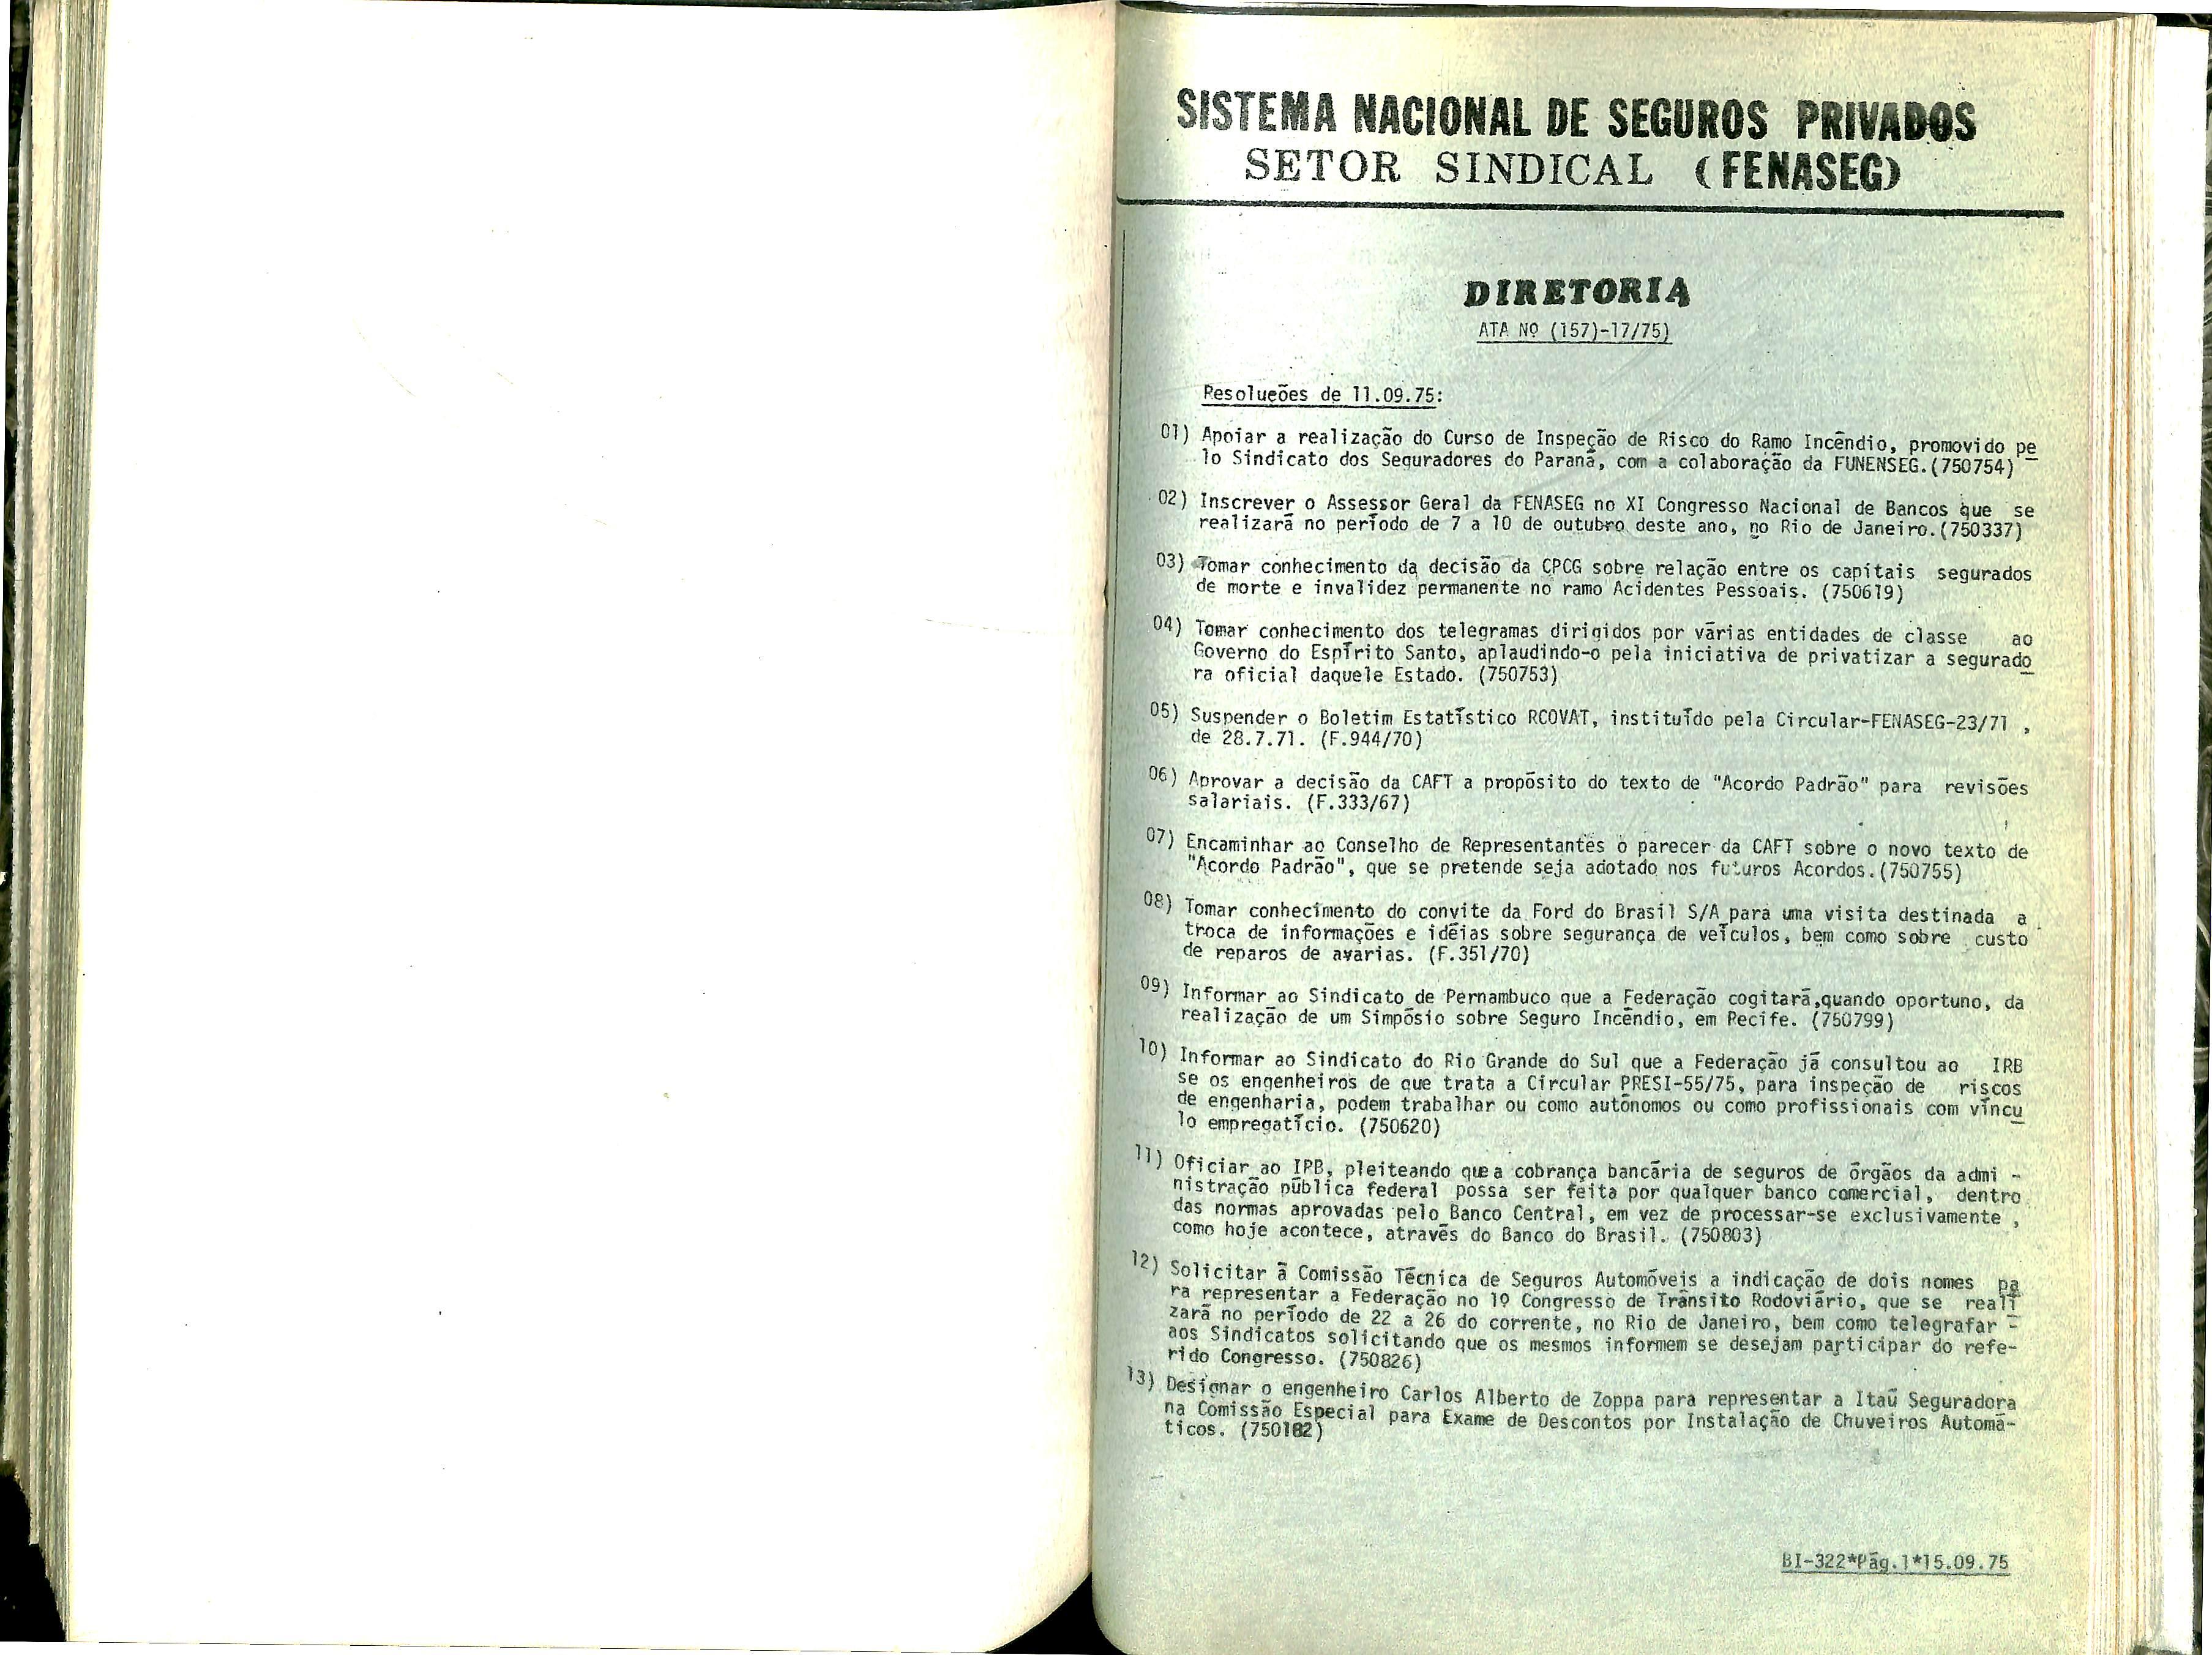 SISTEMA NACIONAL DE SEGUROS PRIVADOS
SETOR SINDICAL (FENASEG)
DIRETORIA
ATA Nº (157)-17/75)
Resoluções de 11.09.75:
01) Apoiar a realização do Curso de Inspeção de Risco do Ramo Incêndio, promovido pe
lo Sindicato dos Seguradores do Paraná, com a colaboração da FUNENSEG.(750754)
02) Inscrever o Assessor Geral da FENASEG no XI Congresso Nacional de Bancos que se
realizará no período de 7 a 10 de outubro deste ano, no Rio de Janeiro.(750337)
03) Tomar conhecimento da decisão da CPCG sobre relação entre os capitais segurados
de morte e invalidez permanente no ramo Acidentes Pessoais. (750619)
04) Tomar conhecimento dos telegramas dirigidos por várias entidades de classe ao
Governo do Espírito Santo, aplaudindo-o pela iniciativa de privatizar a segurado
ra oficial daquele Estado. (750753)
05) Suspender o Boletim Estatístico RCOVAT, instituído pela Circular-FENASEG-23/71 ,
de 28.7.71. (F.944/70)
06) Aprovar a decisão da CAFT a propósito do texto de "Acordo Padrão" para revisões
salariais. (F.333/67)
07) Encaminhar ao Conselho de Representantes o parecer da CAFT sobre o novo texto de
"Acordo Padrão", que se pretende seja adotado nos futuros Acordos.(750755)
08) Tomar conhecimento do convite da Ford do Brasil S/A para uma visita destinada a
troca de informações e idéias sobre segurança de veículos, bem como sobre custo
de reparos de avarias. (F.351/70)
09) Informar ao Sindicato de Pernambuco que a Federação cogitará,quando oportuno, da
realização de um Simpósio sobre Seguro Incêndio, em Recife. (750799)
10) Informar ao Sindicato do Rio Grande do Sul que a Federação já consultou ao IRB
se os engenheiros de que trata a Circular PRESI-55/75, para inspeção de riscos
de engenharia, podem trabalhar ou como autônomos ou como profissionais com víncu
lo empregatício. (750620)
11) Oficiar ao IRB, pleiteando que a cobrança bancária de seguros de órgãos da admi -
nistração pública federal possa ser feita por qualquer banco comercial, dentro
das normas aprovadas pelo Banco Central, em vez de processar-se exclusivamente ,
como hoje acontece, através do Banco do Brasil. (750803)
12) Solicitar à Comissão Técnica de Seguros Automóveis a indicação de dois nomes pa
ra representar a Federação no 1º Congresso de Trânsito Rodoviário, que se reali
zará no período de 22 a 26 do corrente, no Rio de Janeiro, bem como telegrafar -
aos Sindicatos solicitando que os mesmos informem se desejam participar do refe-
rido Congresso. (750826)
13) Designar o engenheiro Carlos Alberto de Zoppa para representar a Itaú Seguradora
na Comissão Especial para Exame de Descontos por Instalação de Chuveiros Automá-
ticos. (750182)
BI-322*Pág.1*15.09.75